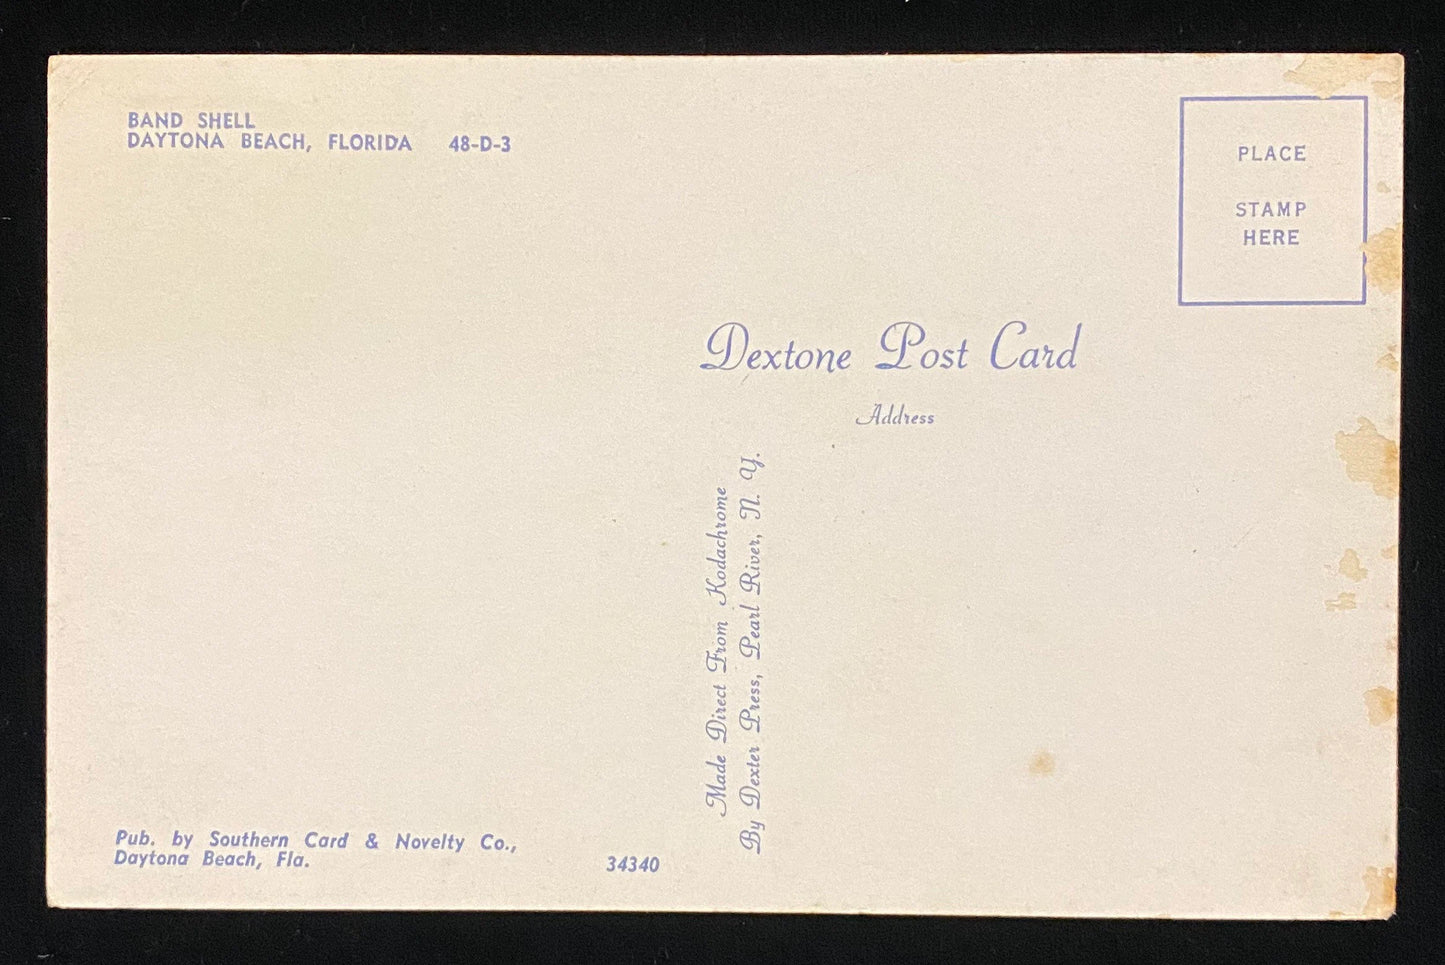 BAND SHELL
DAYTONA BEACH, FLORIDA 48-D-3
PLACE
STAMP
HERE
Dextone Post Card
Address
Made Direct From Kodachrome
By Dexter Press, Pearl River, N. Y.
Pub. by Southern Card & Novelty Co.,
Daytona Beach, Fla.
34340